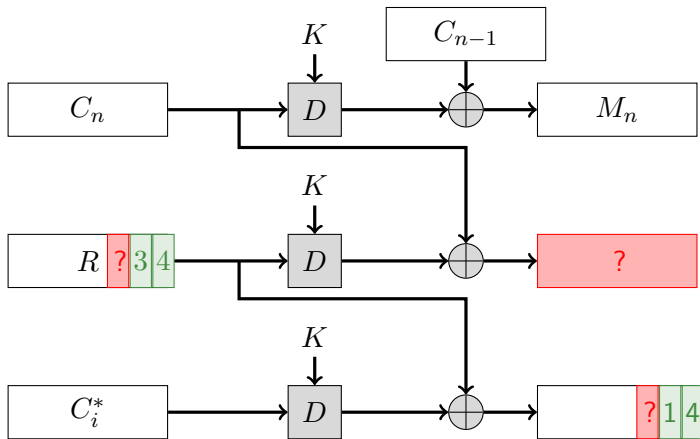 K
C_{n-1}
C_n D M_n
K
R ? 3 4 D ?
K
C_i^* D ? 1 4